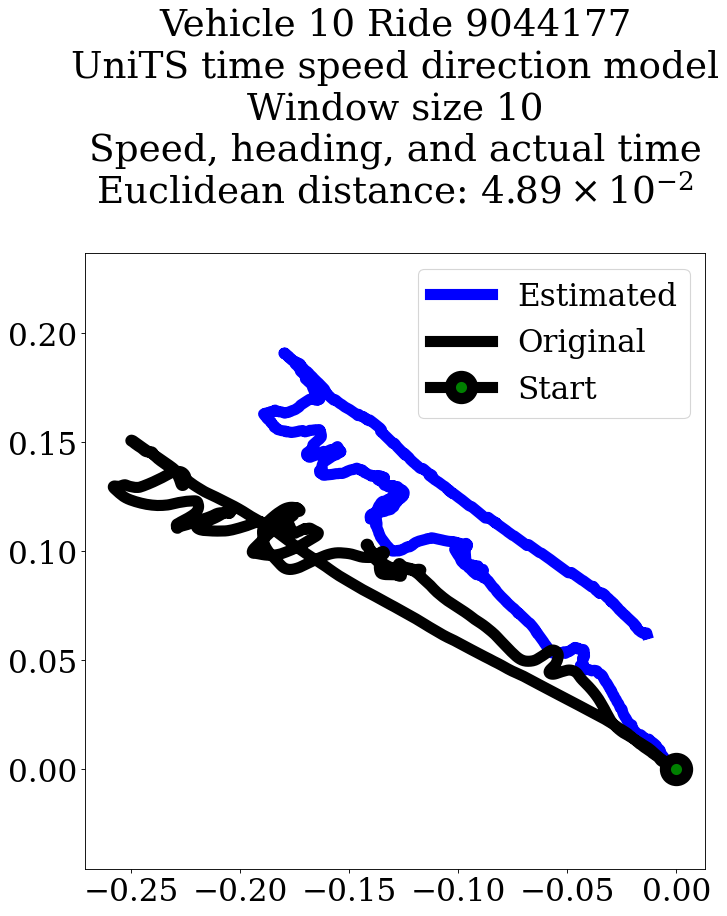 Vehicle 10 Ride 9044177
UniTS time speed direction model
Window size 10
Speed, heading, and actual time
Euclidean distance: 4.89 × 10⁻²
Estimated
Original
Start
0.20
0.15
0.10
0.05
0.00
−0.25 −0.20 −0.15 −0.10 −0.05 0.00